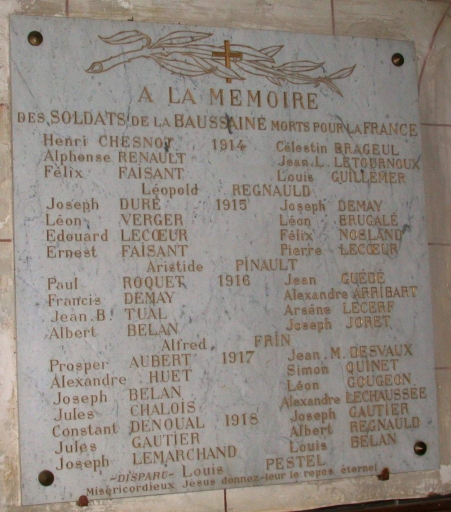 A LA MEMOIRE
DES SOLDATS DE LA BAUSSAINE MORTS POUR LA FRANCE
Henri CHESNOT 1914 Célestin BRAGEUL
Alphonse RENAULT Jean. L. LETOURNOUX
Félix FAISANT Louis GUILLEMER
Léopold REGNAULD
Joseph DURÉ 1915 Joseph DEMAY
Léon VERGER Léon BRUGALÉ
Edouard LECŒUR Félix NOSLAND
Ernest FAISANT Pierre LECŒUR
Aristide PINAULT
Paul ROQUET 1916 Jean GUÉGÉ
Francis DEMAY Alexandre ARRIBART
Jean. B. TUAL Arsène LECERF
Albert BELAN Joseph JORET
Alfred FRIN
Prosper AUBERT 1917 Jean. M. DESVAUX
Alexandre HUET Simon QUINET
Joseph BELAN Léon GOUGEON
Jules CHALOIS Alexandre LECHAUSSÉE
Constant DENOUAL 1918 Joseph GAUTIER
Jules GAUTIER Albert REGNAULD
Joseph LEMARCHAND Louis BELAN
-DISPARU- Louis PESTEL
Miséricordieux Jésus donnez-leur le repos éternel